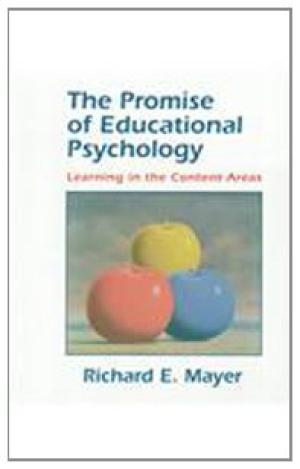 The Promise
of Educational
Psychology
Learning in the Content Areas
Richard E. Mayer